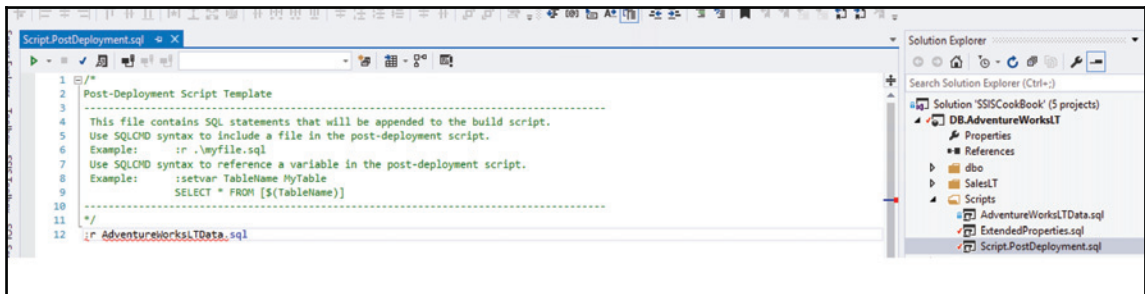 Script.PostDeployment.sql
1 /*
2 Post-Deployment Script Template
3 --------------------------------------------------------------------------------------
4 This file contains SQL statements that will be appended to the build script.
5 Use SQLCMD syntax to include a file in the post-deployment script.
6 Example: :r .\myfile.sql
7 Use SQLCMD syntax to reference a variable in the post-deployment script.
8 Example: :setvar TableName MyTable
9 SELECT * FROM [$(TableName)]
10 --------------------------------------------------------------------------------------
11 */
12 :r AdventureWorksLTData.sql
Solution Explorer
Search Solution Explorer (Ctrl+;)
Solution 'SSISCookBook' (5 projects)
DB.AdventureWorksLT
Properties
References
dbo
SalesLT
Scripts
AdventureWorksLTData.sql
ExtendedProperties.sql
Script.PostDeployment.sql